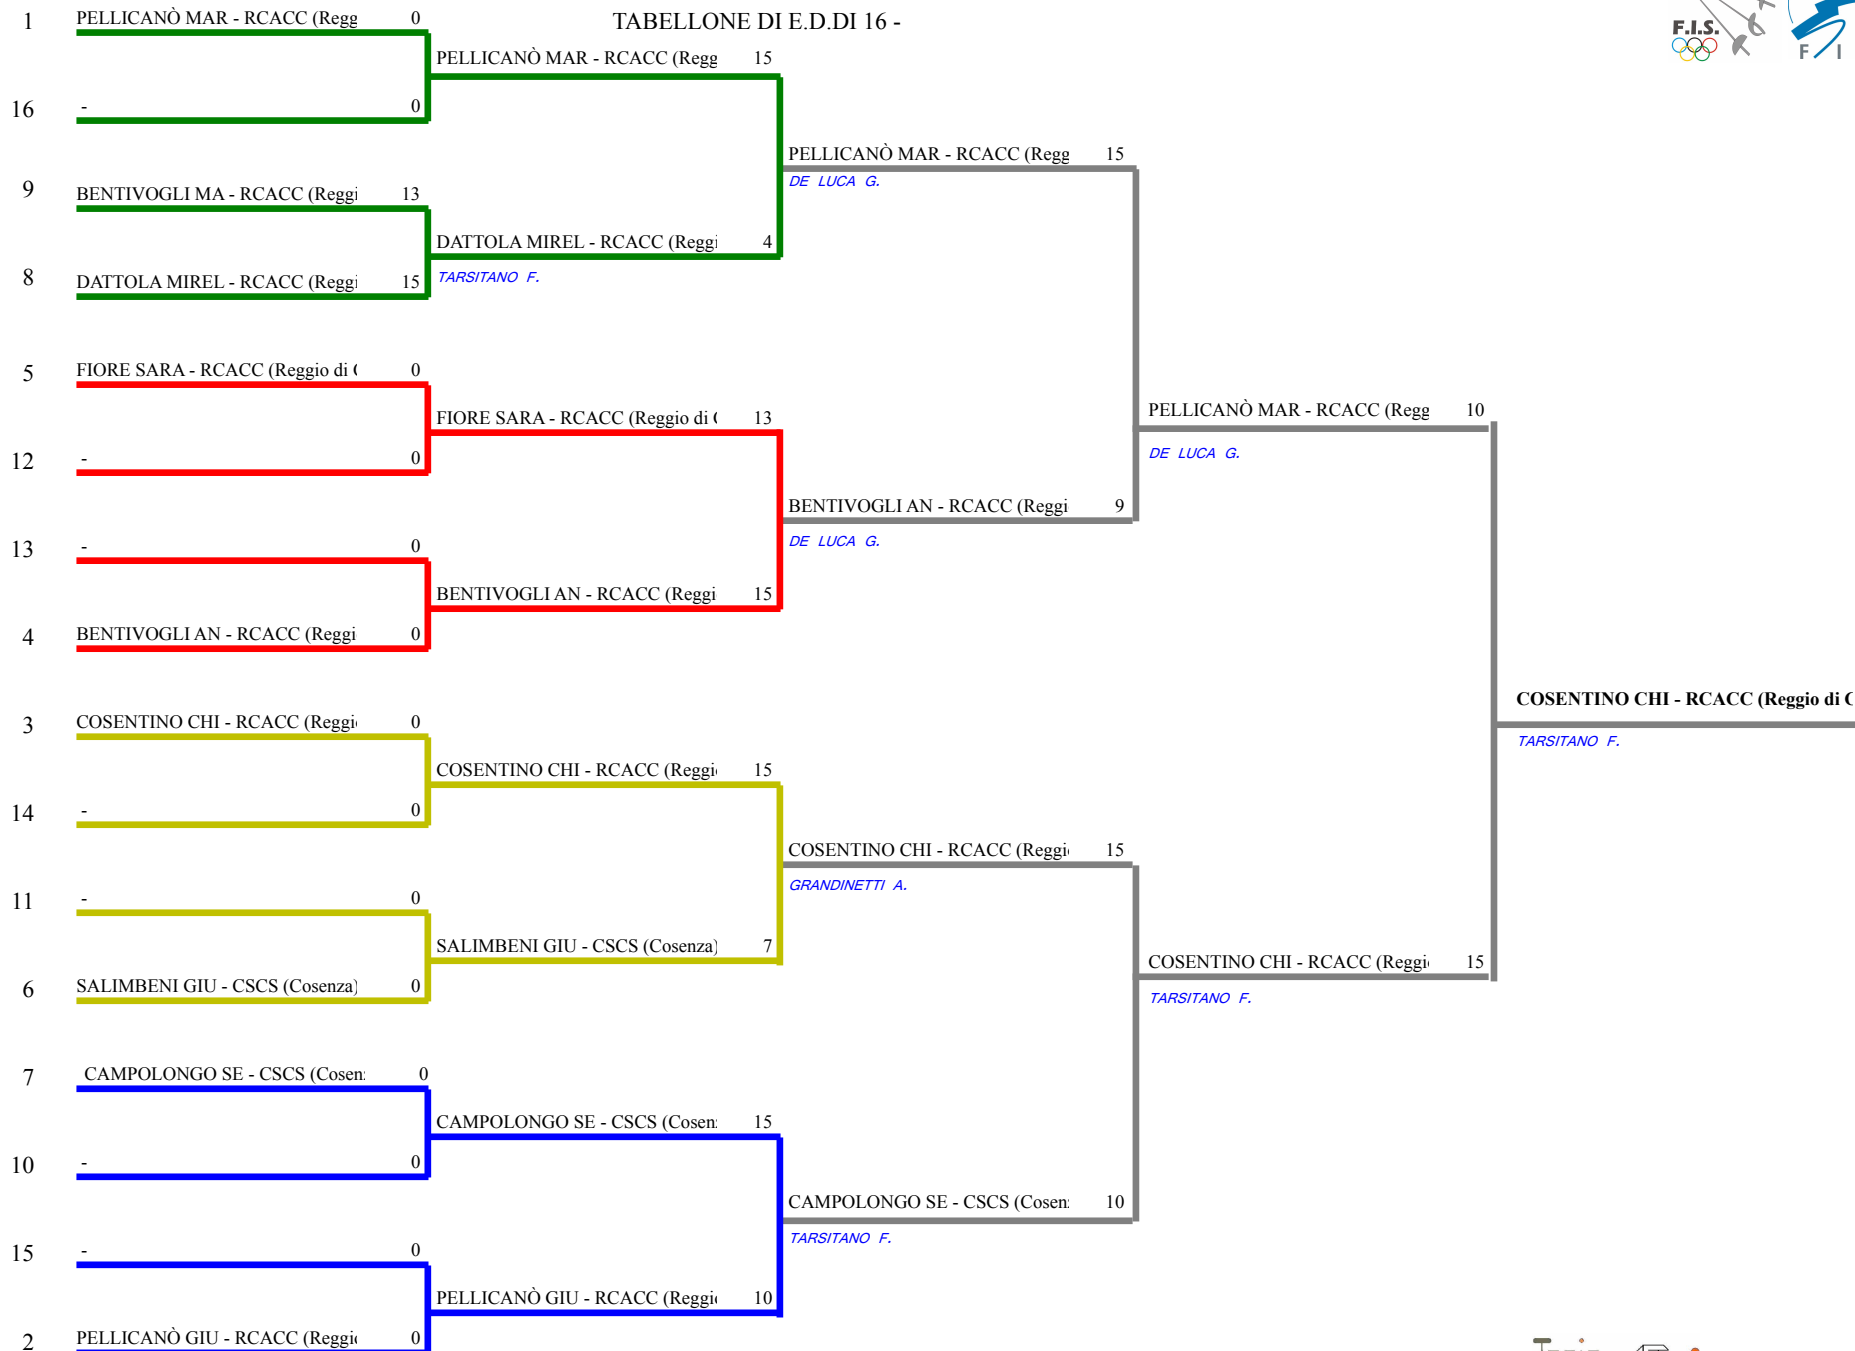 TABELLONE DI E.D.DI 16 -
F.I.S.
F I
1 PELLICANÒ MAR - RCACC (Regg 0
PELLICANÒ MAR - RCACC (Regg 15
16 - 0
PELLICANÒ MAR - RCACC (Regg 15
DE LUCA G.
9 BENTIVOGLI MA - RCACC (Reggi 13
DATTOLA MIREL - RCACC (Reggi 4
TARSITANO F.
8 DATTOLA MIREL - RCACC (Reggi 15
5 FIORE SARA - RCACC (Reggio di C 0
PELLICANÒ MAR - RCACC (Regg 10
DE LUCA G.
FIORE SARA - RCACC (Reggio di C 13
12 - 0
BENTIVOGLI AN - RCACC (Reggi 9
DE LUCA G.
13 - 0
BENTIVOGLI AN - RCACC (Reggi 15
4 BENTIVOGLI AN - RCACC (Reggi 0
COSENTINO CHI - RCACC (Reggio di C
TARSITANO F.
3 COSENTINO CHI - RCACC (Reggi 0
COSENTINO CHI - RCACC (Reggi 15
14 - 0
COSENTINO CHI - RCACC (Reggi 15
GRANDINETTI A.
11 - 0
SALIMBENI GIU - CSCS (Cosenza) 7
COSENTINO CHI - RCACC (Reggi 15
TARSITANO F.
6 SALIMBENI GIU - CSCS (Cosenza) 0
7 CAMPOLONGO SE - CSCS (Cosen 0
CAMPOLONGO SE - CSCS (Cosen 15
10 - 0
CAMPOLONGO SE - CSCS (Cosen 10
TARSITANO F.
15 - 0
PELLICANÒ GIU - RCACC (Reggi 10
2 PELLICANÒ GIU - RCACC (Reggi 0